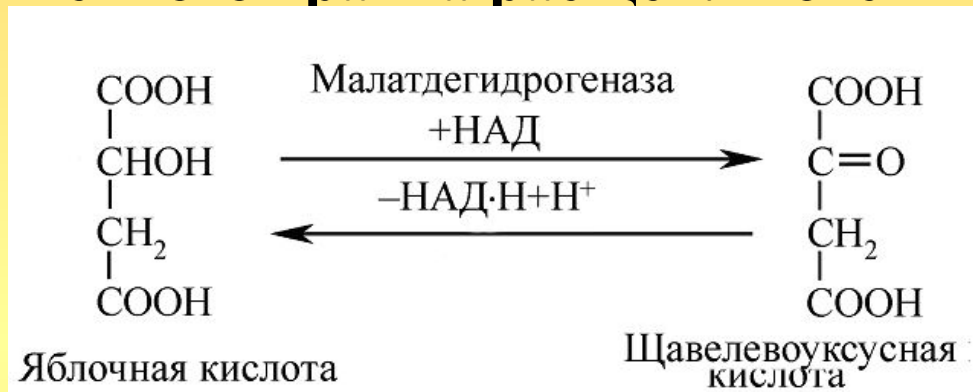 Малатдегидрогеназа
+НАД
–НАД·Н+Н⁺
COOH
CHOH
CH₂
COOH
Яблочная кислота
COOH
C=O
CH₂
COOH
Щавелевоуксусная
кислота